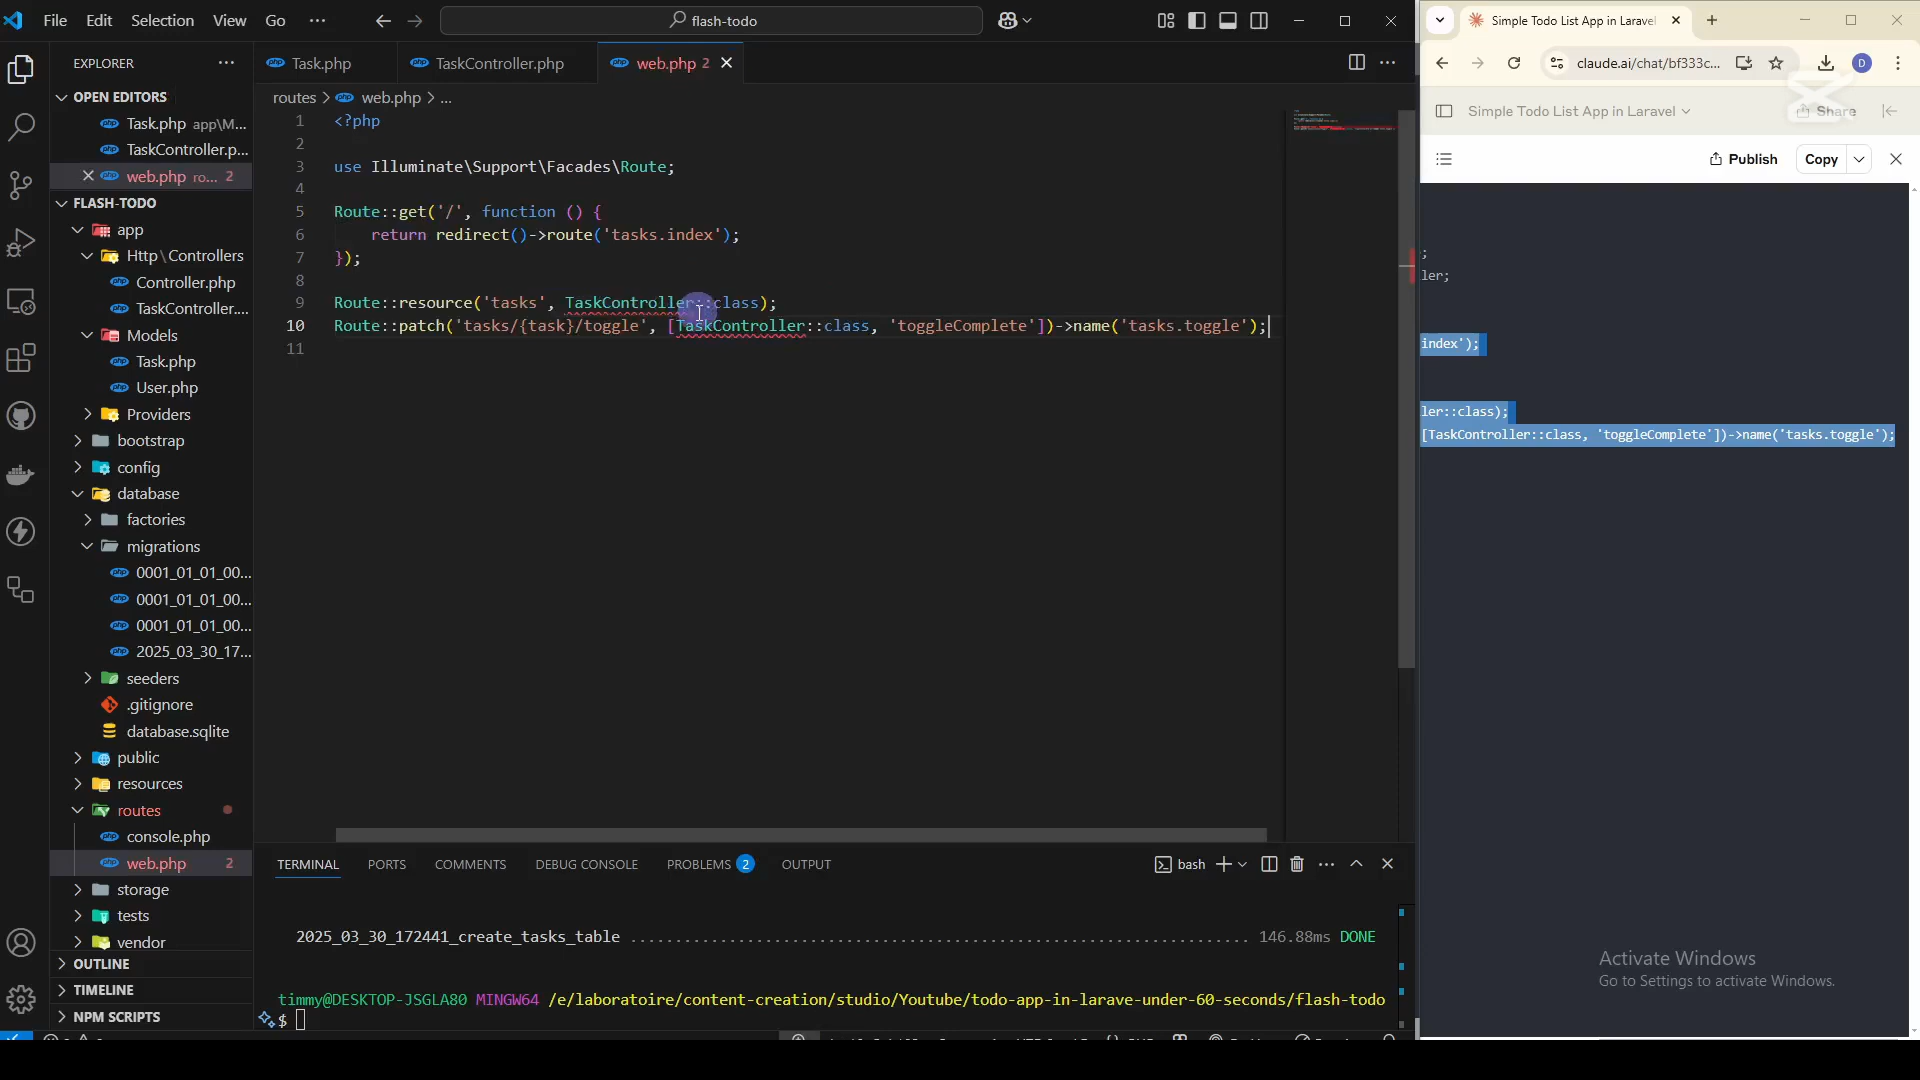 File Edit Selection View Go ···
flash-todo
EXPLORER
OPEN EDITORS
Task.php app\M...
TaskController.p...
web.php ro... 2
FLASH-TODO
app
Http\Controllers
Controller.php
TaskController....
Models
Task.php
User.php
Providers
bootstrap
config
database
factories
migrations
0001_01_01_00...
0001_01_01_00...
0001_01_01_00...
2025_03_30_17...
seeders
.gitignore
database.sqlite
public
resources
routes
console.php
web.php 2
storage
tests
vendor
OUTLINE
TIMELINE
NPM SCRIPTS
Task.php TaskController.php web.php 2
routes > web.php > ...
1 <?php
2
3 use Illuminate\Support\Facades\Route;
4
5 Route::get('/', function () {
6 return redirect()->route('tasks.index');
7 });
8
9 Route::resource('tasks', TaskController::class);
10 Route::patch('tasks/{task}/toggle', [TaskController::class, 'toggleComplete'])->name('tasks.toggle');
11
TERMINAL PORTS COMMENTS DEBUG CONSOLE PROBLEMS 2 OUTPUT
bash
2025_03_30_172441_create_tasks_table ................................................................... 146.88ms DONE
timmy@DESKTOP-JSGLA80 MINGW64 /e/laboratoire/content-creation/studio/Youtube/todo-app-in-larave-under-60-seconds/flash-todo
$
Simple Todo List App in Larave
claude.ai/chat/bf333c...
D
Simple Todo List App in Laravel
Share
Publish
Copy
;
ler;
index');
ler::class);
[TaskController::class, 'toggleComplete'])->name('tasks.toggle');
Activate Windows
Go to Settings to activate Windows.